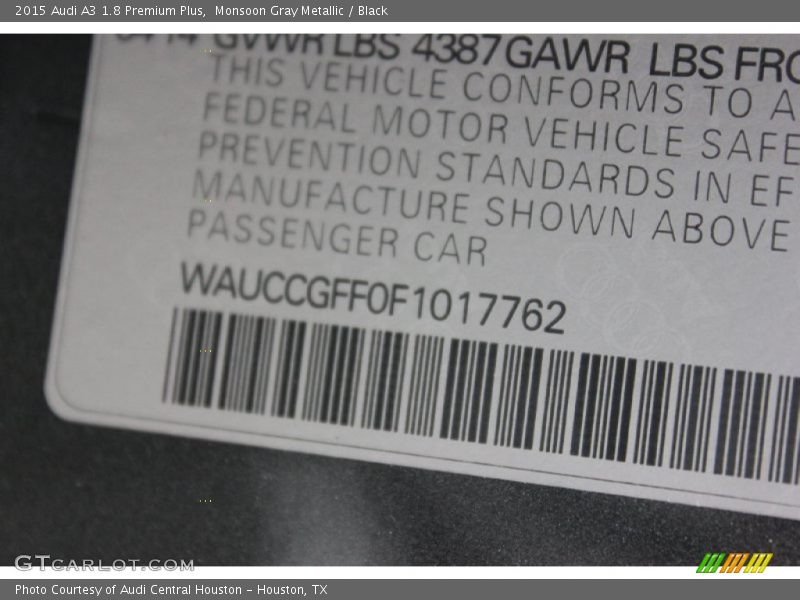 2015 Audi A3 1.8 Premium Plus,  Monsoon Gray Metallic / Black
GVWR LBS 4387 GAWR LBS FRO
THIS VEHICLE CONFORMS TO A
FEDERAL MOTOR VEHICLE SAFE
PREVENTION STANDARDS IN EF
MANUFACTURE SHOWN ABOVE
PASSENGER CAR
WAUCCGFF0F1017762
GTCARLOT.COM
Photo Courtesy of Audi Central Houston - Houston, TX